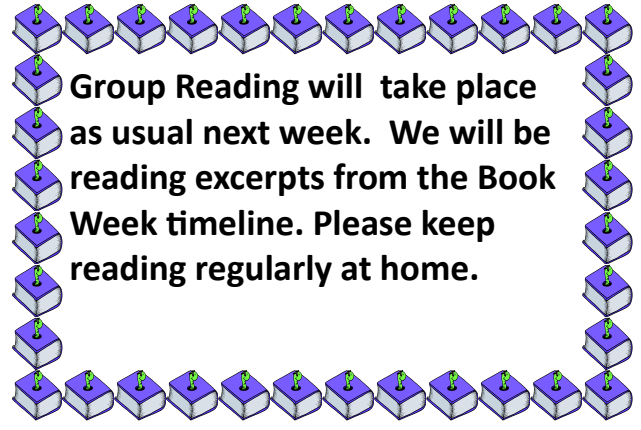 Group Reading will  take place
as usual next week.  We will be
reading excerpts from the Book
Week timeline. Please keep
reading regularly at home.